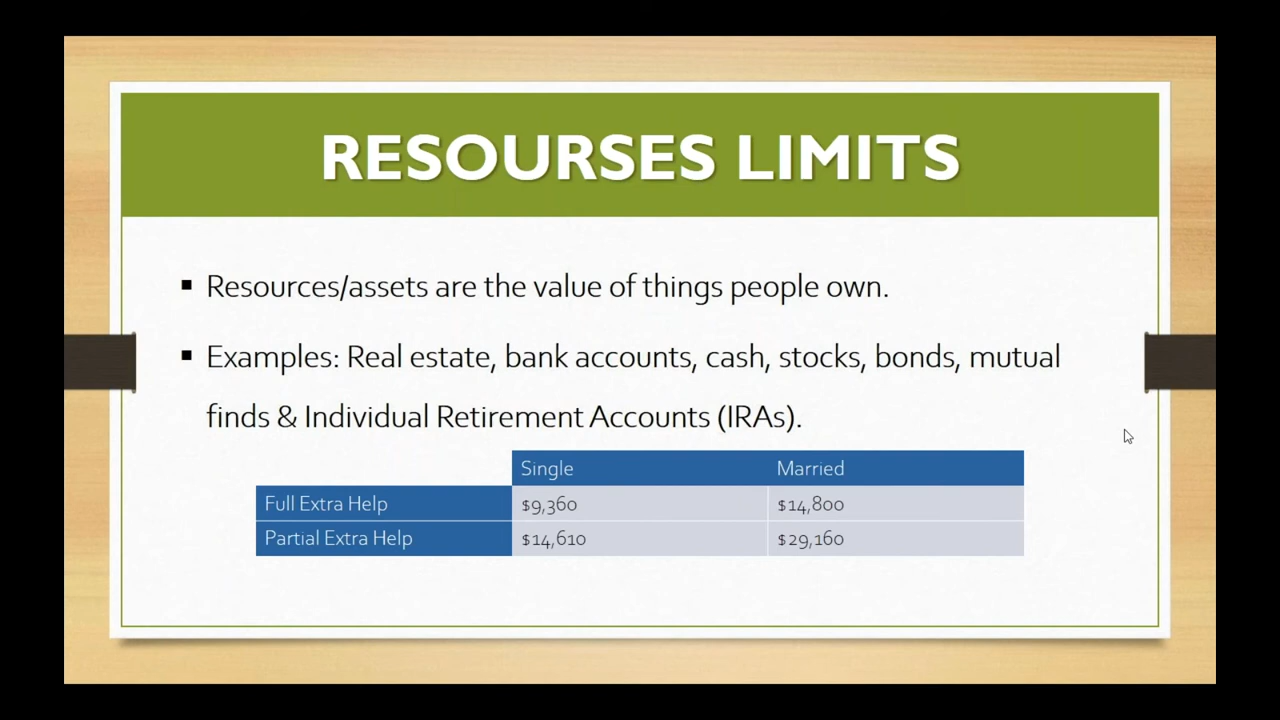 RESOURSES LIMITS
▪ Resources/assets are the value of things people own.
▪ Examples: Real estate, bank accounts, cash, stocks, bonds, mutual
finds & Individual Retirement Accounts (IRAs).
Single Married
Full Extra Help $9,360 $14,800
Partial Extra Help $14,610 $29,160